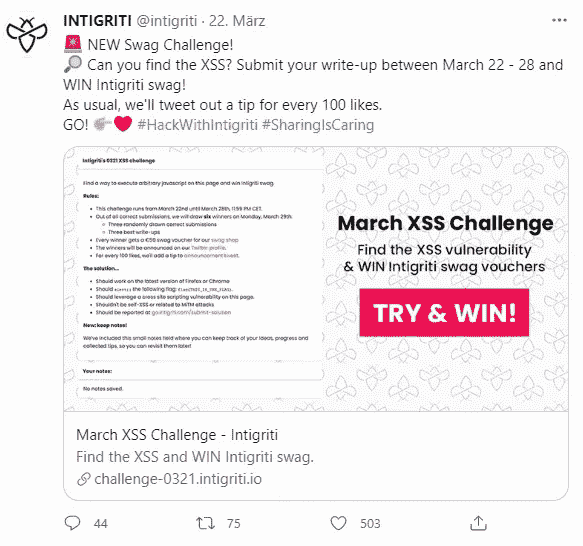 INTIGRITI @intigriti · 22. März
NEW Swag Challenge!
Can you find the XSS? Submit your write-up between March 22 - 28 and
WIN Intigriti swag!
As usual, we'll tweet out a tip for every 100 likes.
GO! #HackWithIntigriti #SharingIsCaring
Intigriti's 0321 XSS challenge
Find a way to execute arbitrary javascript on this page and win Intigriti swag.
Rules:
This challenge runs from March 22nd until March 28th, 11:59 PM CET.
Out of all correct submissions, we will draw six winners on Monday, March 29th:
Three randomly drawn correct submissions
Three best write-ups
Every winner gets a €50 swag voucher for our swag shop
The winners will be announced on our Twitter profile.
For every 100 likes, we'll add a tip to announcement tweet.
The solution...
Should work on the latest version of Firefox or Chrome
Should the following flag:
Should leverage a cross site scripting vulnerability on this page.
Shouldn't be self-XSS or related to MiTM attacks
Should be reported at go.intigriti.com/submit-solution
New: keep notes!
We've included this small notes field where you can keep track of your ideas, progress and
collected tips, so you can revisit them later!
Your notes:
No notes saved.
March XSS Challenge
Find the XSS vulnerability
& WIN Intigriti swag vouchers
TRY & WIN!
March XSS Challenge - Intigriti
Find the XSS and WIN Intigriti swag.
challenge-0321.intigriti.io
44 75 503